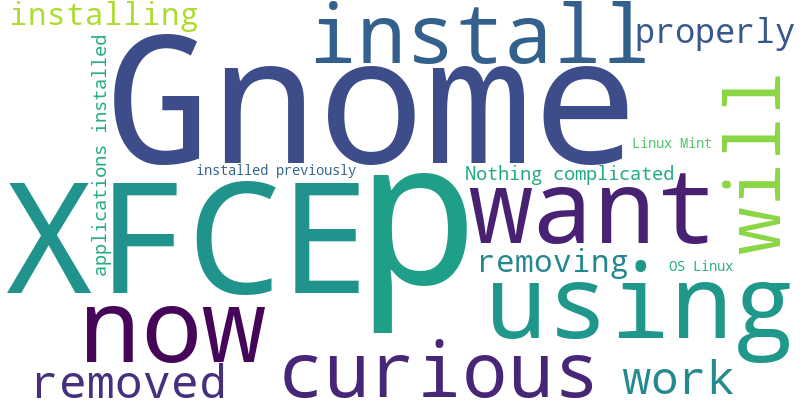 installing
install
properly
Gnome
applications installed
will
Linux Mint
installed previously
Nothing complicated
XFCE
p
want
removing
OS Linux
using
now
curious
removed
work